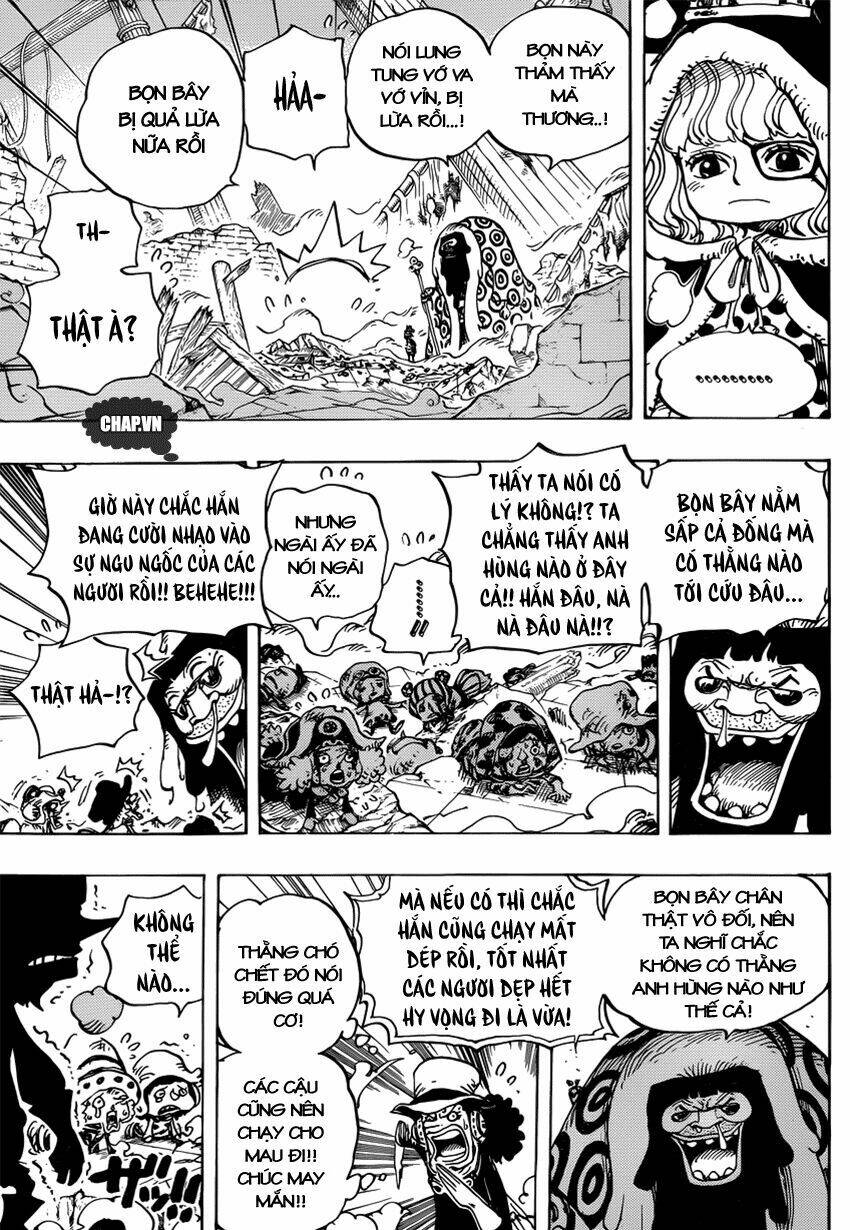 …………
BỌN NÀY
THẢM THẤY
MÀ
THƯƠNG..!
NÓI LUNG
TUNG VỚ VA
VỚ VẨN, BỊ
LỪA RỒI...!
HẢA-
BỌN BÂY
BỊ QUẢ LỪA
NỮA RỒI
TH-
THẬT À?
CHAP.VN
BỌN BÂY NẰM
SẤP CẢ ĐỐNG MÀ
CÓ THẰNG NÀO
TỚI CỨU ĐÂU...
THẤY TA NÓI CÓ
LÝ KHÔNG!? TA
CHẲNG THẤY ANH
HÙNG NÀO Ở ĐÂY
CẢ!! HẮN ĐÂU, NÀ
NÀ ĐÂU NÀ!!?
……!!
NHƯNG
NGÀI ẤY ĐÃ
NÓI NGÀI
ẤY...
GIỜ NÀY CHẮC HẮN
ĐANG CƯỜI NHẠO VÀO
SỰ NGU NGỐC CỦA CÁC
NGƯỜI RỒI!! BEHEHE!!!
THẬT HẢ-!?
BỌN BÂY CHÂN
THẬT VÔ ĐỐI, NÊN
TA NGHĨ CHẮC
KHÔNG CÓ THẰNG
ANH HÙNG NÀO NHƯ
THẾ CẢ!
MÀ NẾU CÓ THÌ CHẮC
HẮN CŨNG CHẠY MẤT
DÉP RỒI, TỐT NHẤT
CÁC NGƯƠI DẸP HẾT
HY VỌNG ĐI LÀ VỪA!
THẰNG CHÓ
CHẾT ĐÓ NÓI
ĐÚNG QUÁ
CƠ!
CÁC CẬU
CŨNG NÊN
CHẠY CHO
MAU ĐI!!
CHÚC MAY
MẮN!!
KHÔNG
THỂ
NÀO...
ザワッ